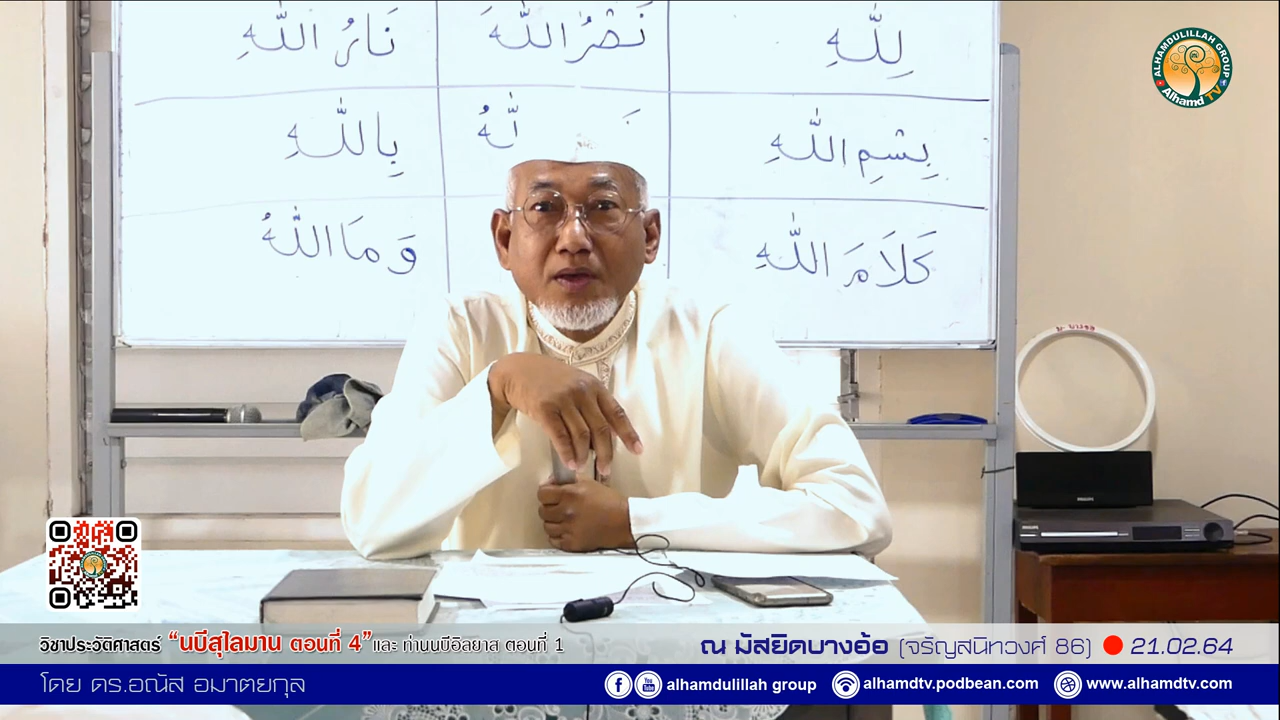 لِلّٰهِ
نَصْرُ اللّٰهِ
نَارُ اللّٰهِ
بِسْمِ اللّٰهِ
بِاللّٰهِ
كَلَامَ اللّٰهِ
وَمَا اللّٰهُ
ALHAMDULILLAH GROUP
Alhamd TV
PHILIPS
PHILIPS
วิชาประวัติศาสตร์ “นบีสุไลมาน ตอนที่ 4” และ ท่านนบีอิลยาส ตอนที่ 1
ณ มัสยิดบางอ้อ (จรัญสนิทวงศ์ 86) 21.02.64
โดย ดร.อณัส อมาตยกุล
f You Tube alhamdulillah group alhamdtv.podbean.com www.alhamdtv.com